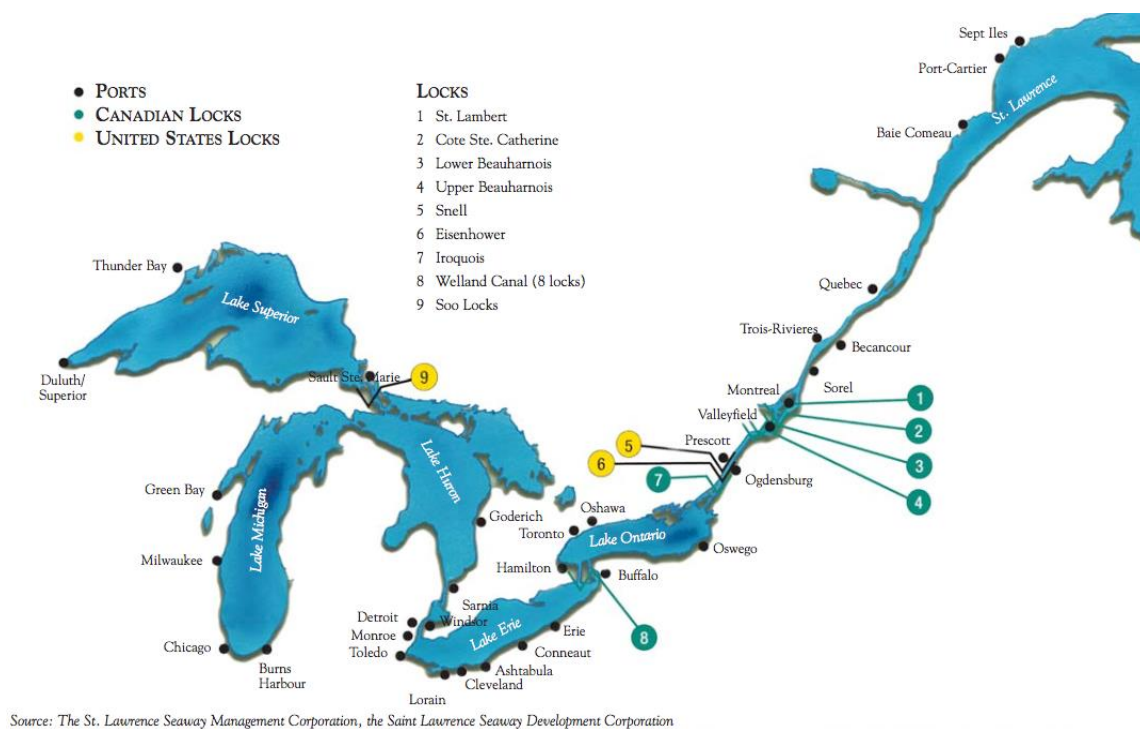 PORTS
CANADIAN LOCKS
UNITED STATES LOCKS
LOCKS
1 St. Lambert
2 Cote Ste. Catherine
3 Lower Beauharnois
4 Upper Beauharnois
5 Snell
6 Eisenhower
7 Iroquois
8 Welland Canal (8 locks)
9 Soo Locks
Sept Iles
Port-Cartier
St. Lawrence
Baie Comeau
Thunder Bay
Lake Superior
Quebec
Trois-Rivieres
Becancour
Duluth/
Superior
Sault Ste. Marie
9
Montreal
Sorel
1
Valleyfield
2
Prescott
5
3
6
Ogdensburg
7
4
Green Bay
Lake Michigan
Lake Huron
Goderich
Oshawa
Toronto
Lake Ontario
Oswego
Milwaukee
Hamilton
Buffalo
Sarnia
Detroit
Windsor
Monroe
Toledo
Lake Erie
Erie
8
Chicago
Burns
Harbour
Conneaut
Ashtabula
Cleveland
Lorain
Source: The St. Lawrence Seaway Management Corporation, the Saint Lawrence Seaway Development Corporation